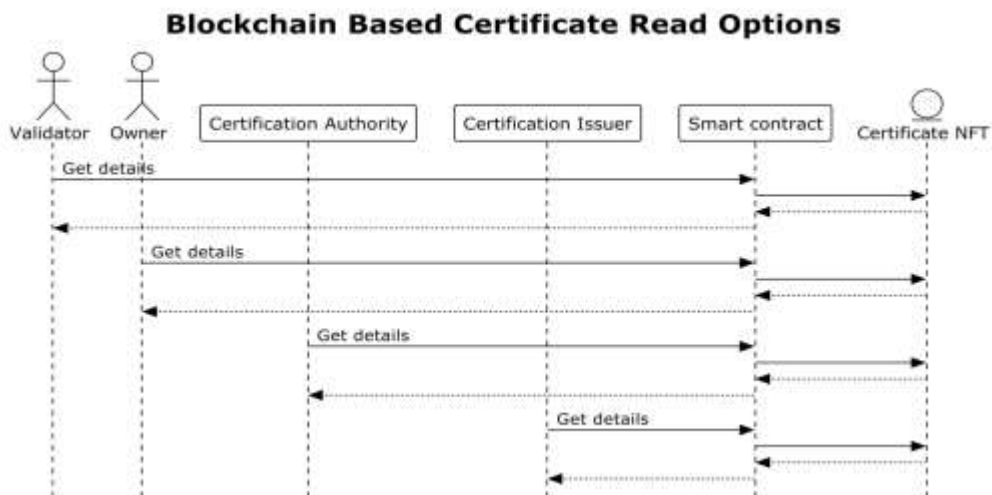 Blockchain Based Certificate Read Options
Validator
Owner
Certification Authority
Certification Issuer
Smart contract
Certificate NFT
Get details
Get details
Get details
Get details